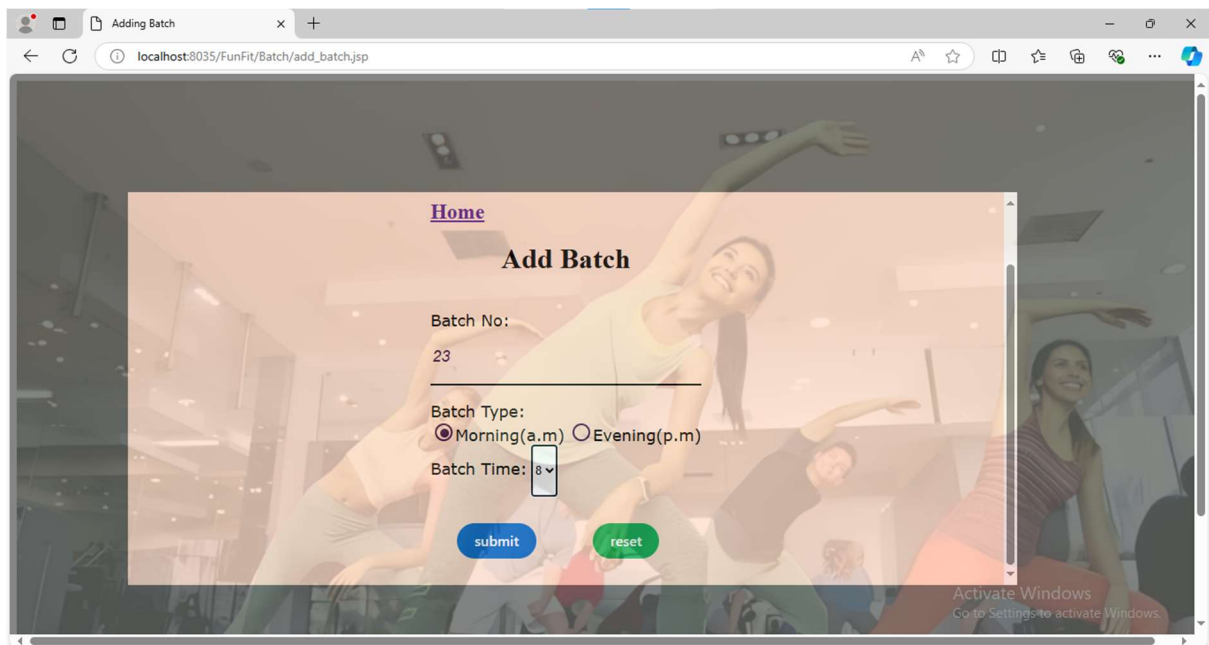 Adding Batch
localhost:8035/FunFit/Batch/add_batch.jsp
Home
Add Batch
Batch No:
23
Batch Type:
Morning(a.m) Evening(p.m)
Batch Time: 8
submit reset
Activate Windows
Go to Settings to activate Windows.